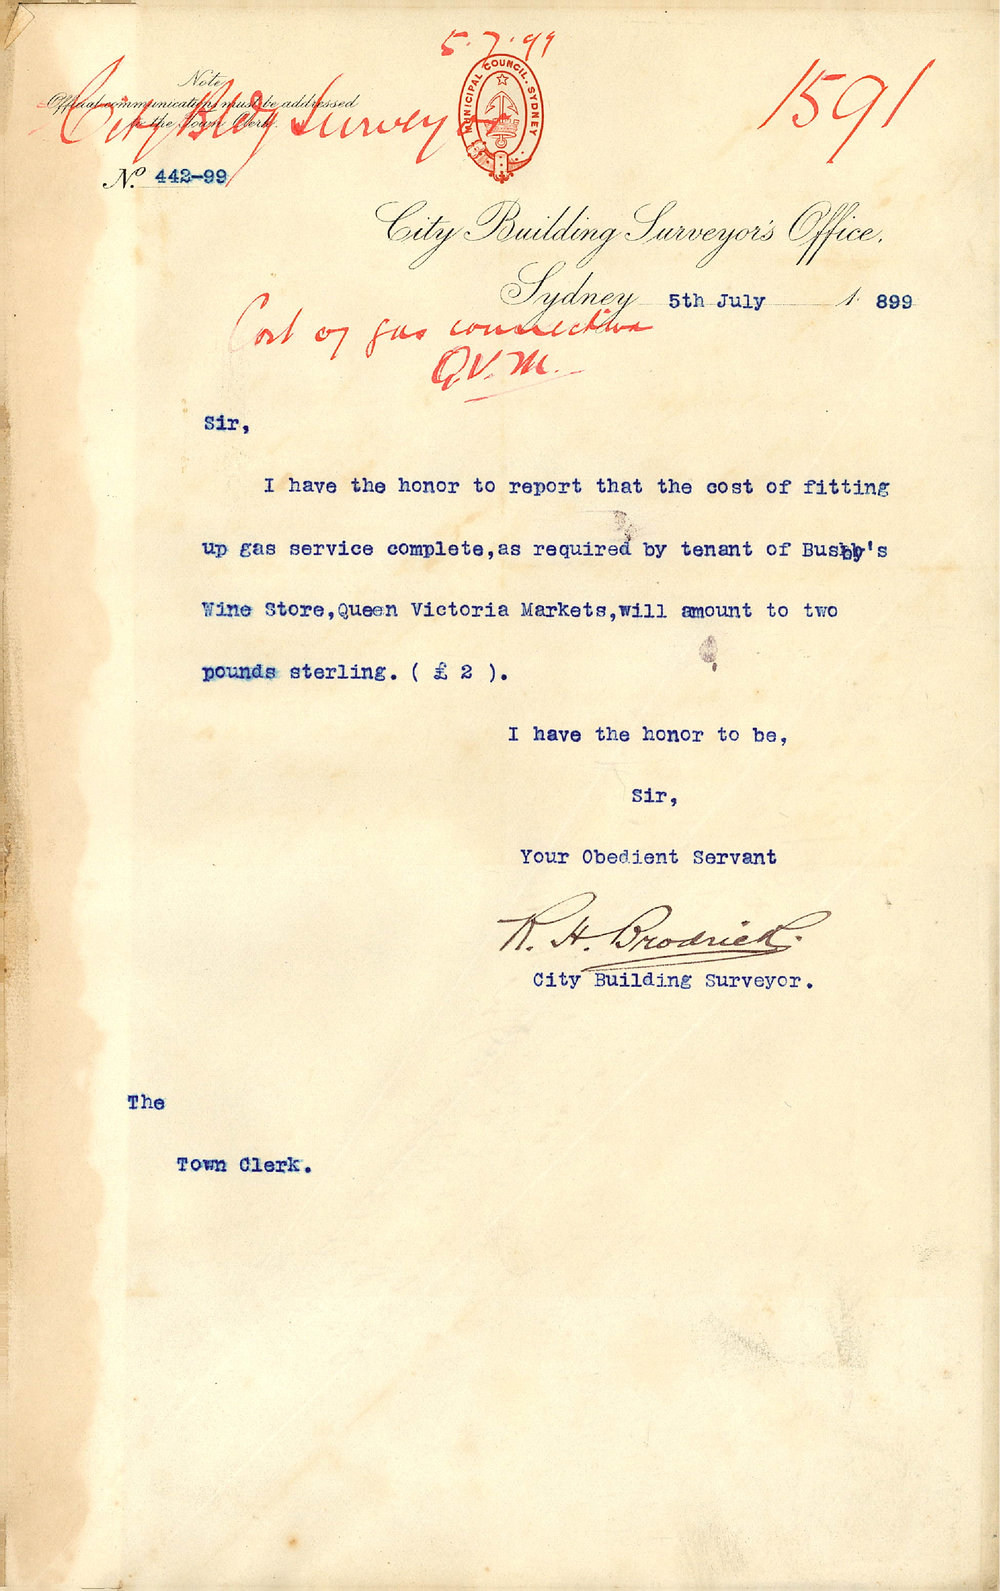 5.7.99
Note
Official communications must be addressed
to the Town Clerk.
City Bldg Surveyor
MUNICIPAL COUNCIL. SYDNEY
1591
No. 442-99
City Building Surveyor's Office,
Sydney 5th July 1899
Cost of gas connection
Q.V.M.
Sir,
I have the honor to report that the cost of fitting
up gas service complete,as required by tenant of Busby's
Wine Store,Queen Victoria Markets,will amount to two
pounds sterling. ( £ 2 ).
I have the honor to be,
Sir,
Your Obedient Servant
R. H. Brodrick.
City Building Surveyor.
The
Town Clerk.